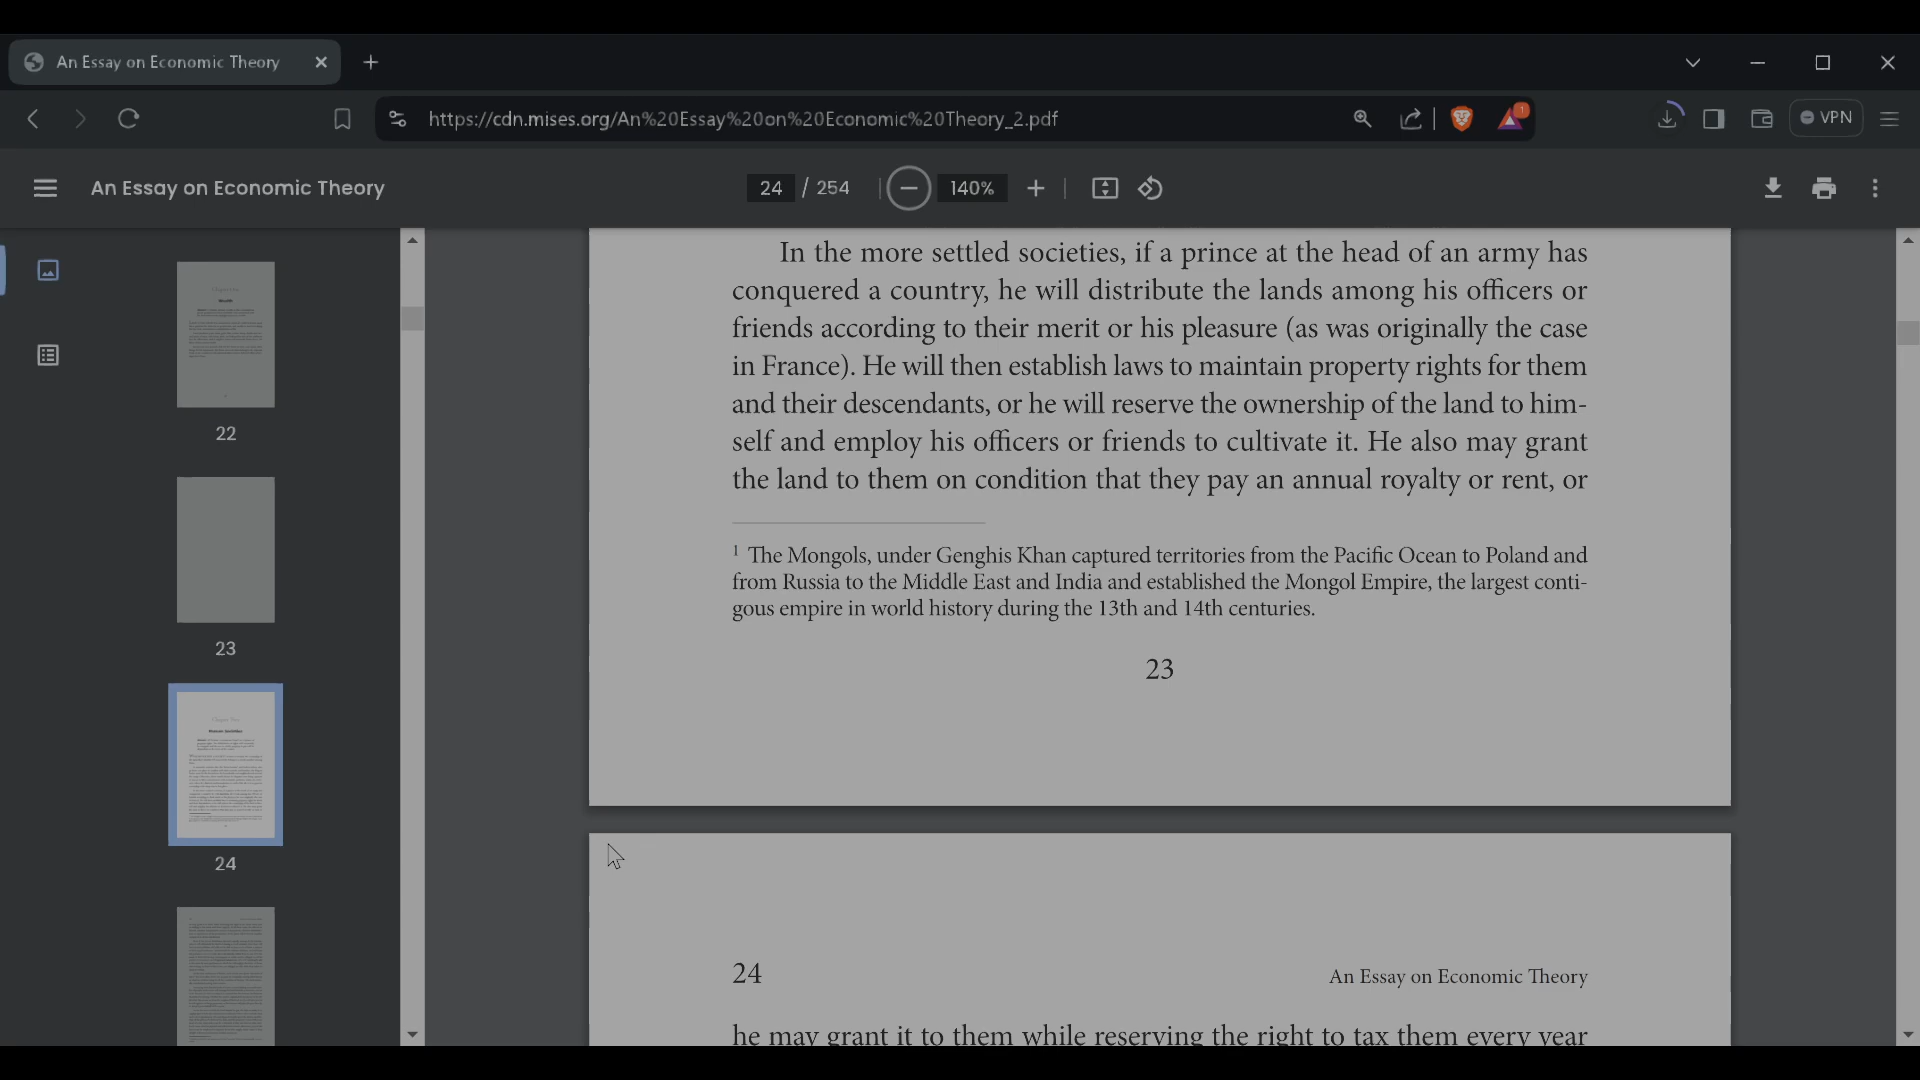 An Essay on Economic Theory
https://cdn.mises.org/An%20Essay%20on%20Economic%20Theory_2.pdf
1
VPN
An Essay on Economic Theory
24 / 254
140%
22
23
24
In the more settled societies, if a prince at the head of an army has
conquered a country, he will distribute the lands among his officers or
friends according to their merit or his pleasure (as was originally the case
in France). He will then establish laws to maintain property rights for them
and their descendants, or he will reserve the ownership of the land to him-
self and employ his officers or friends to cultivate it. He also may grant
the land to them on condition that they pay an annual royalty or rent, or
1 The Mongols, under Genghis Khan captured territories from the Pacific Ocean to Poland and
from Russia to the Middle East and India and established the Mongol Empire, the largest conti-
gous empire in world history during the 13th and 14th centuries.
23
24
An Essay on Economic Theory
he may grant it to them while reserving the right to tax them every year